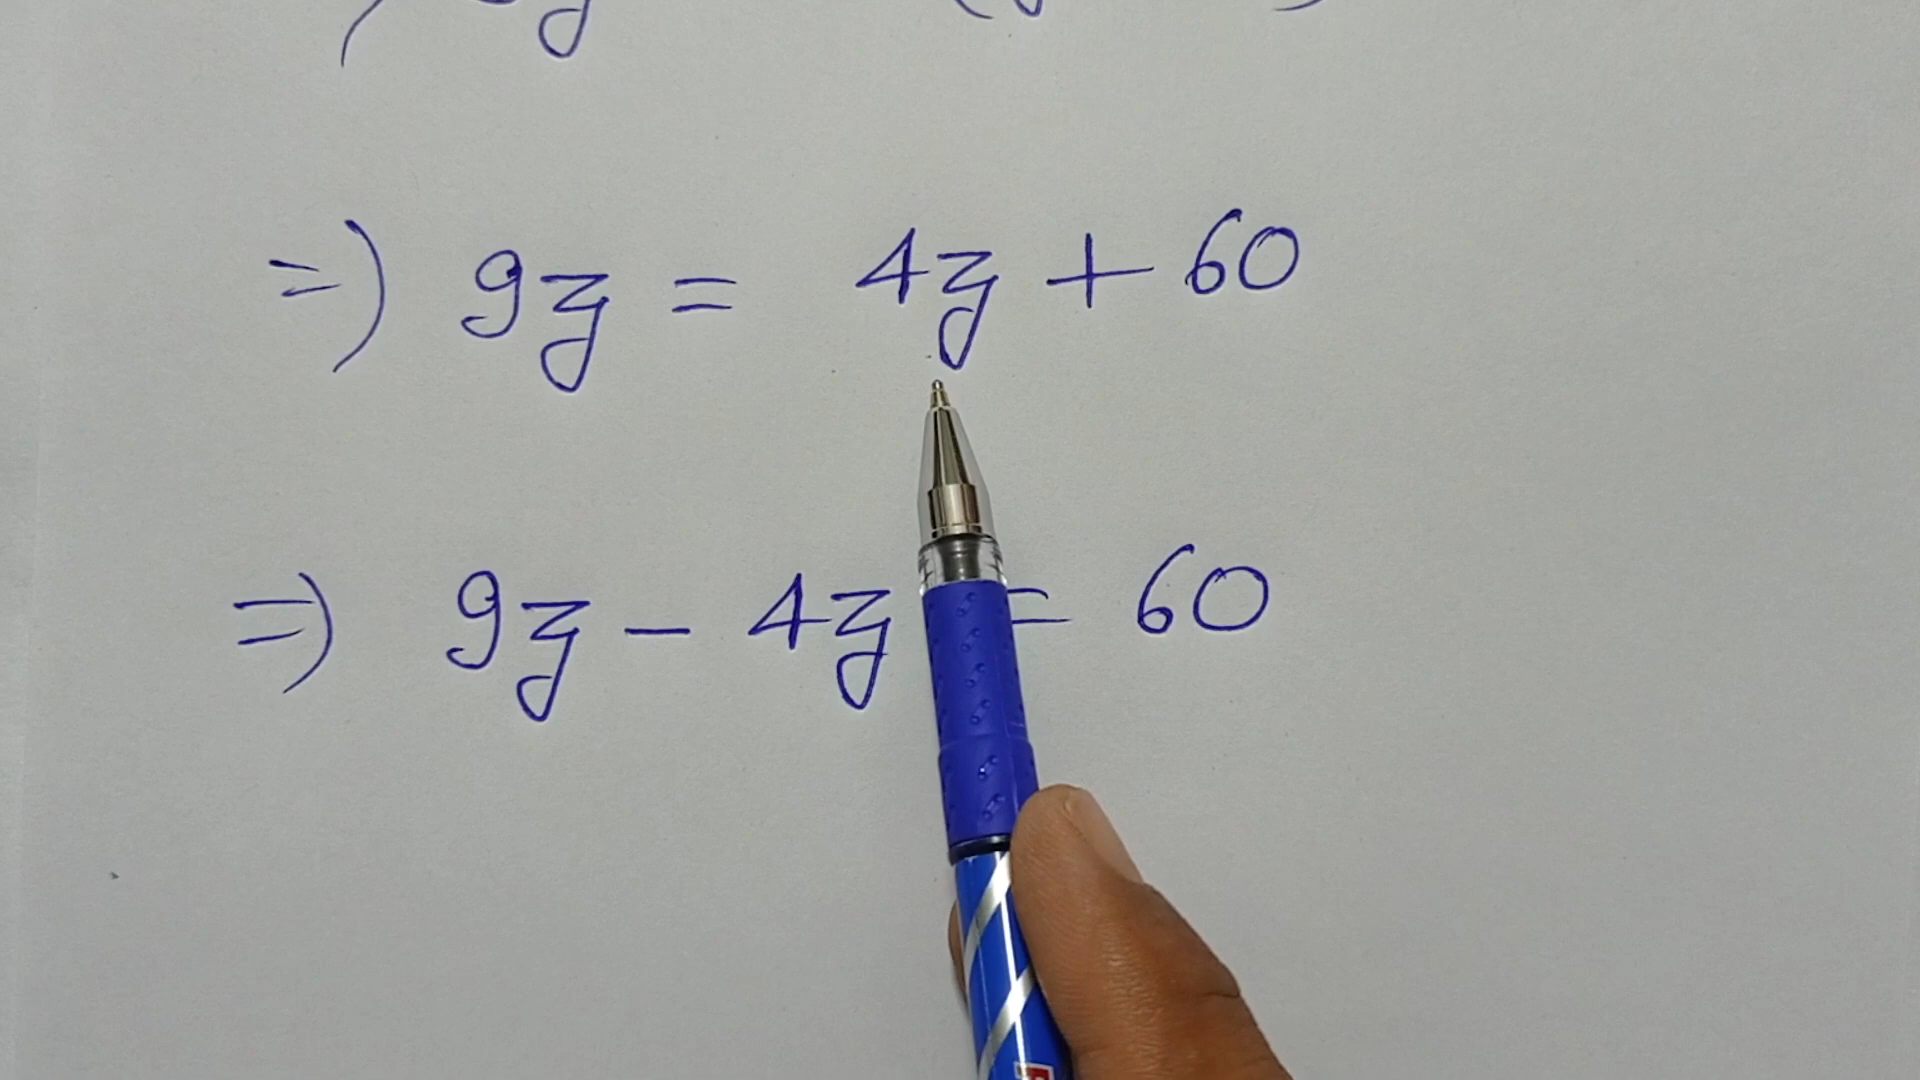 =) 9z = 4z + 60
=) 9z - 4z = 60